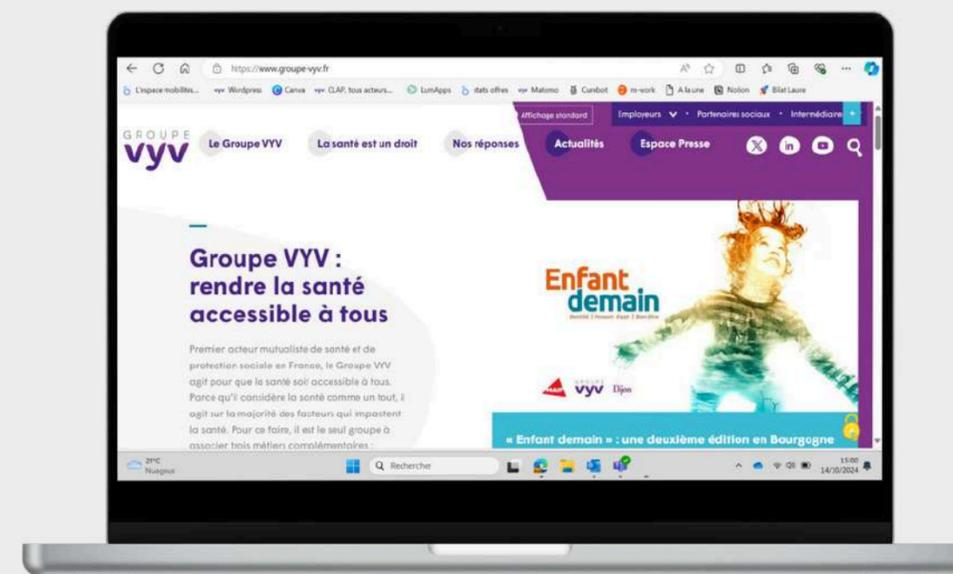 https://www.groupe-vyv.fr
L'espace mobilités... Wordpress Canva CLAP, tous acteurs... LumApps stats offres Matomo Cumbot m-work A la une Notion Bilat Laure
Affichage standard Employeurs • Partenaires sociaux • Intermédiaire
GROUPE
vyv
Le Groupe VYV La santé est un droit Nos réponses Actualités Espace Presse
Groupe VYV :
rendre la santé
accessible à tous
Premier acteur mutualiste de santé et de
protection sociale en France, le Groupe VYV
agit pour que la santé soit accessible à tous.
Parce qu'il considère la santé comme un tout, il
agit sur la majorité des facteurs qui impactent
la santé. Pour ce faire, il est le seul groupe à
associer trois métiers complémentaires :
Enfant
demain
MAIF GROUPE vyv Dijon
« Enfant demain » : une deuxième édition en Bourgogne
21°C
Nuageux
Recherche
15:00
14/10/2024